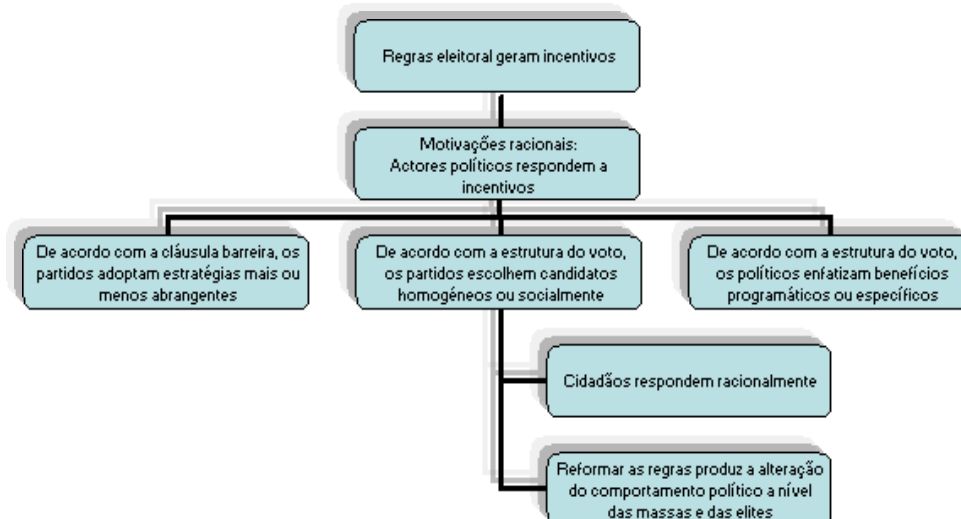 Regras eleitoral geram incentivos
Motivações racionais:
Actores políticos respondem a
incentivos
De acordo com a cláusula barreira, os
partidos adoptam estratégias mais ou
menos abrangentes
De acordo com a estrutura do voto,
os partidos escolhem candidatos
homogéneos ou socialmente
De acordo com a estrutura do voto,
os políticos enfatizam benefícios
programáticos ou específicos
Cidadãos respondem racionalmente
Reformar as regras produz a alteração
do comportamento político a nível
das massas e das elites